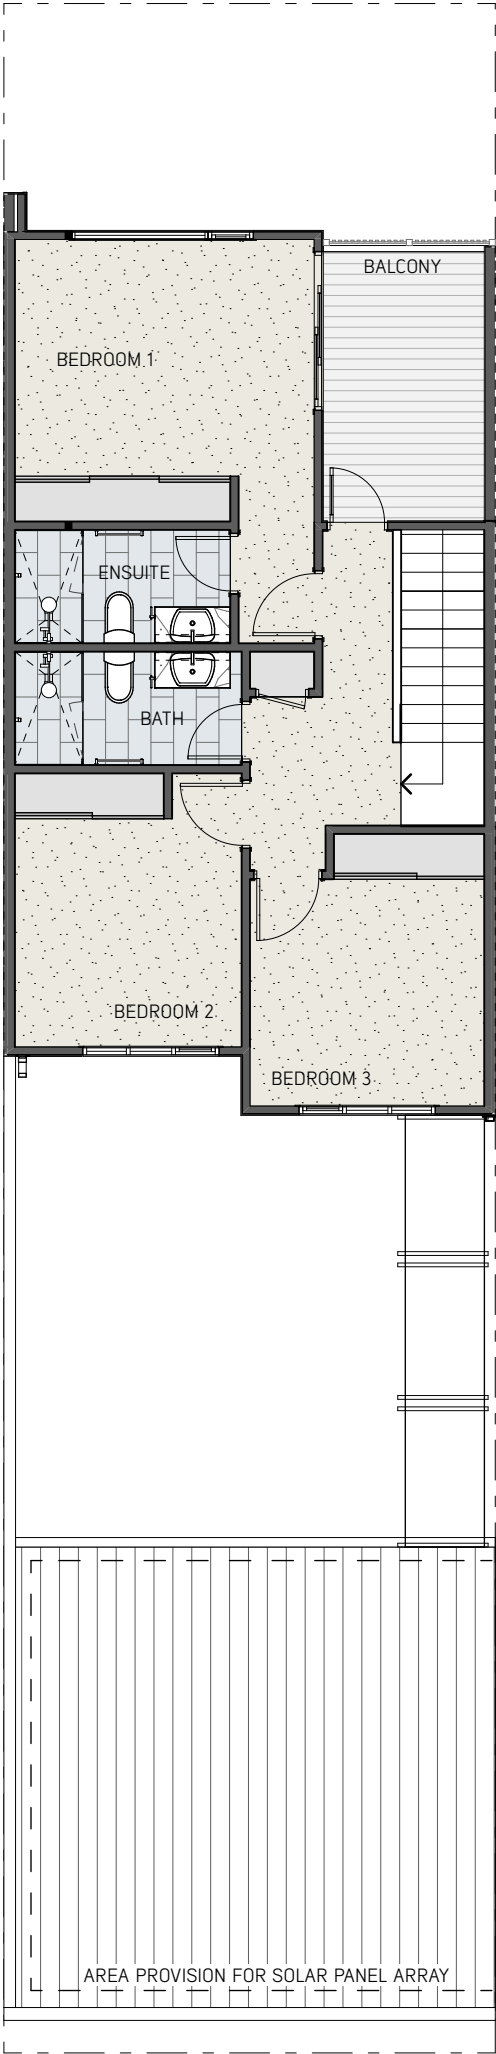 BALCONY
BEDROOM 1
ENSUITE
BATH
BEDROOM 2
BEDROOM 3
AREA PROVISION FOR SOLAR PANEL ARRAY